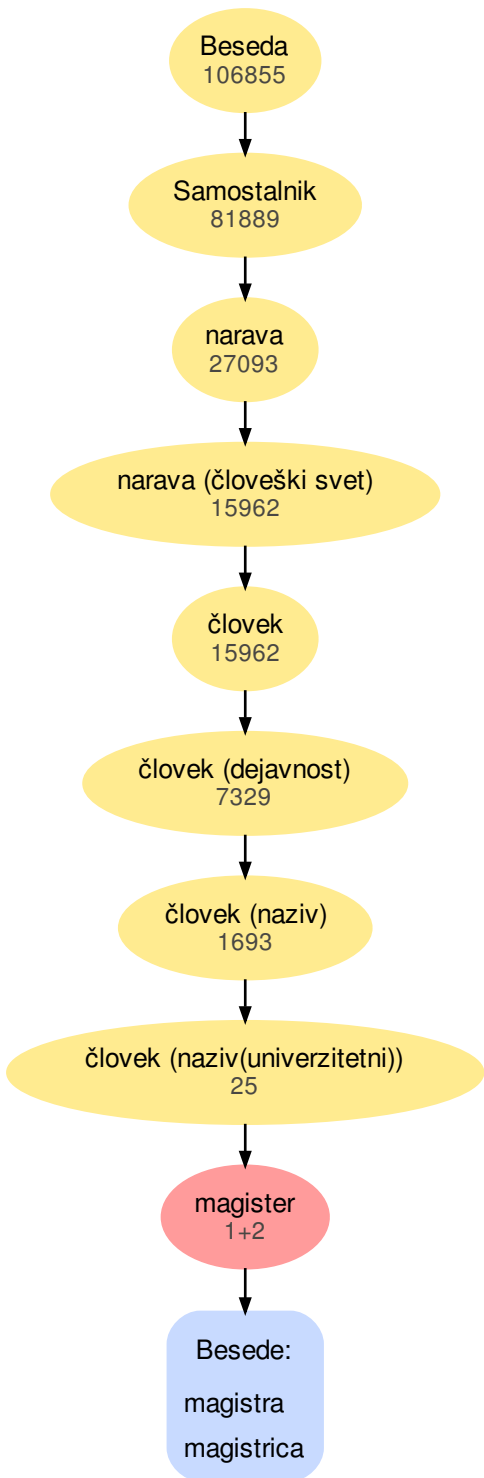 Beseda
106855
Samostalnik
81889
narava
27093
narava (človeški svet)
15962
človek
15962
človek (dejavnost)
7329
človek (naziv)
1693
človek (naziv(univerzitetni))
25
magister
1+2
Besede:
magistra
magistrica